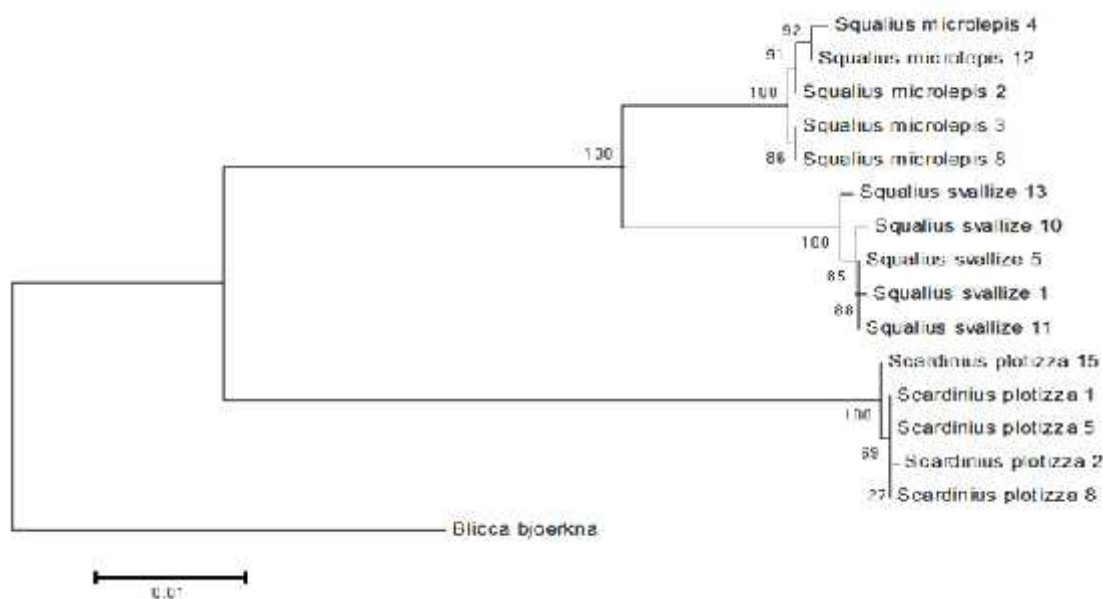 92 Squalius microlepis 4
91 Squalius microlepis 12
100 Squalius microlepis 2
Squalius microlepis 3
100 86 Squalius microlepis 8
Squalius svallize 13
100 Squalius svallize 10
85 Squalius svallize 5
Squalius svallize 1
88 Squalius svallize 11
Scardinius plotizza 15
100 Scardinius plotizza 1
Scardinius plotizza 5
69 Scardinius plotizza 2
27 Scardinius plotizza 8
Blicca bjoerkna
0.01